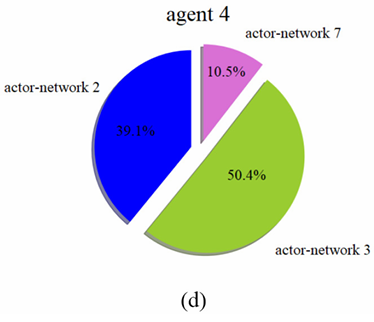 agent 4
actor-network 7
actor-network 2
10.5%
39.1%
50.4%
actor-network 3
(d)